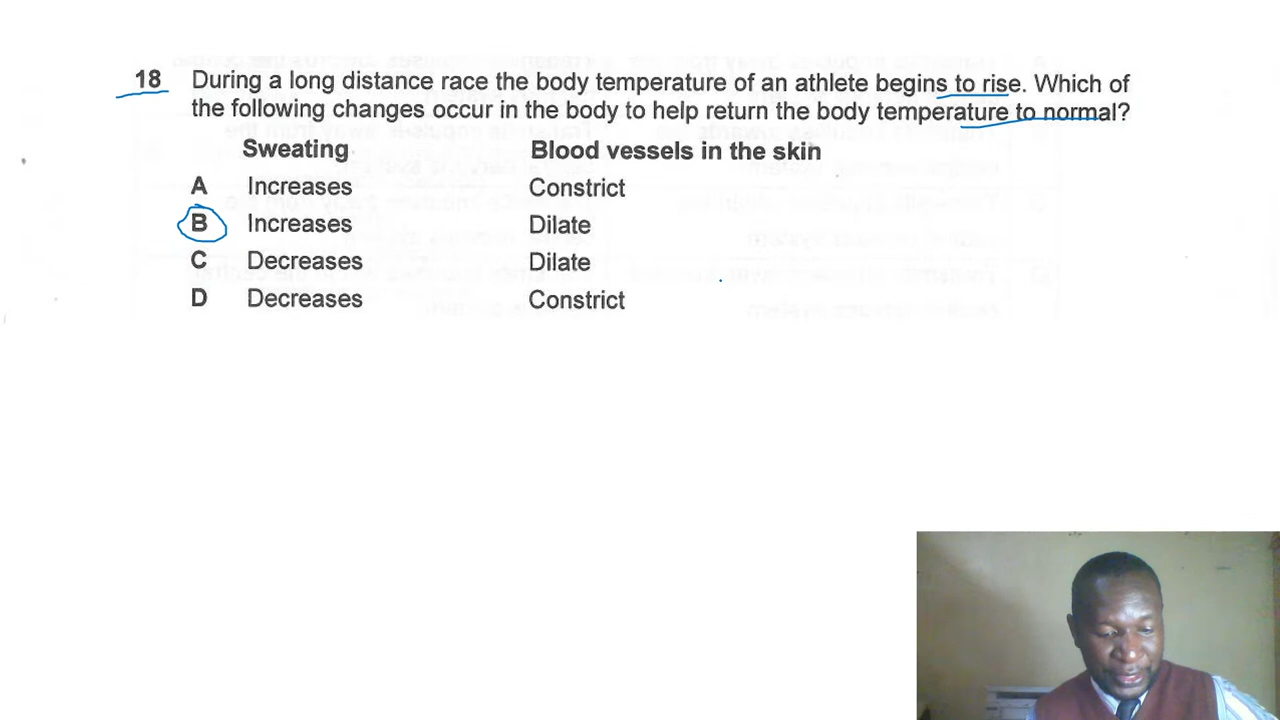 18 During a long distance race the body temperature of an athlete begins to rise. Which of
the following changes occur in the body to help return the body temperature to normal?
Sweating Blood vessels in the skin
A Increases Constrict
B Increases Dilate
C Decreases Dilate
D Decreases Constrict